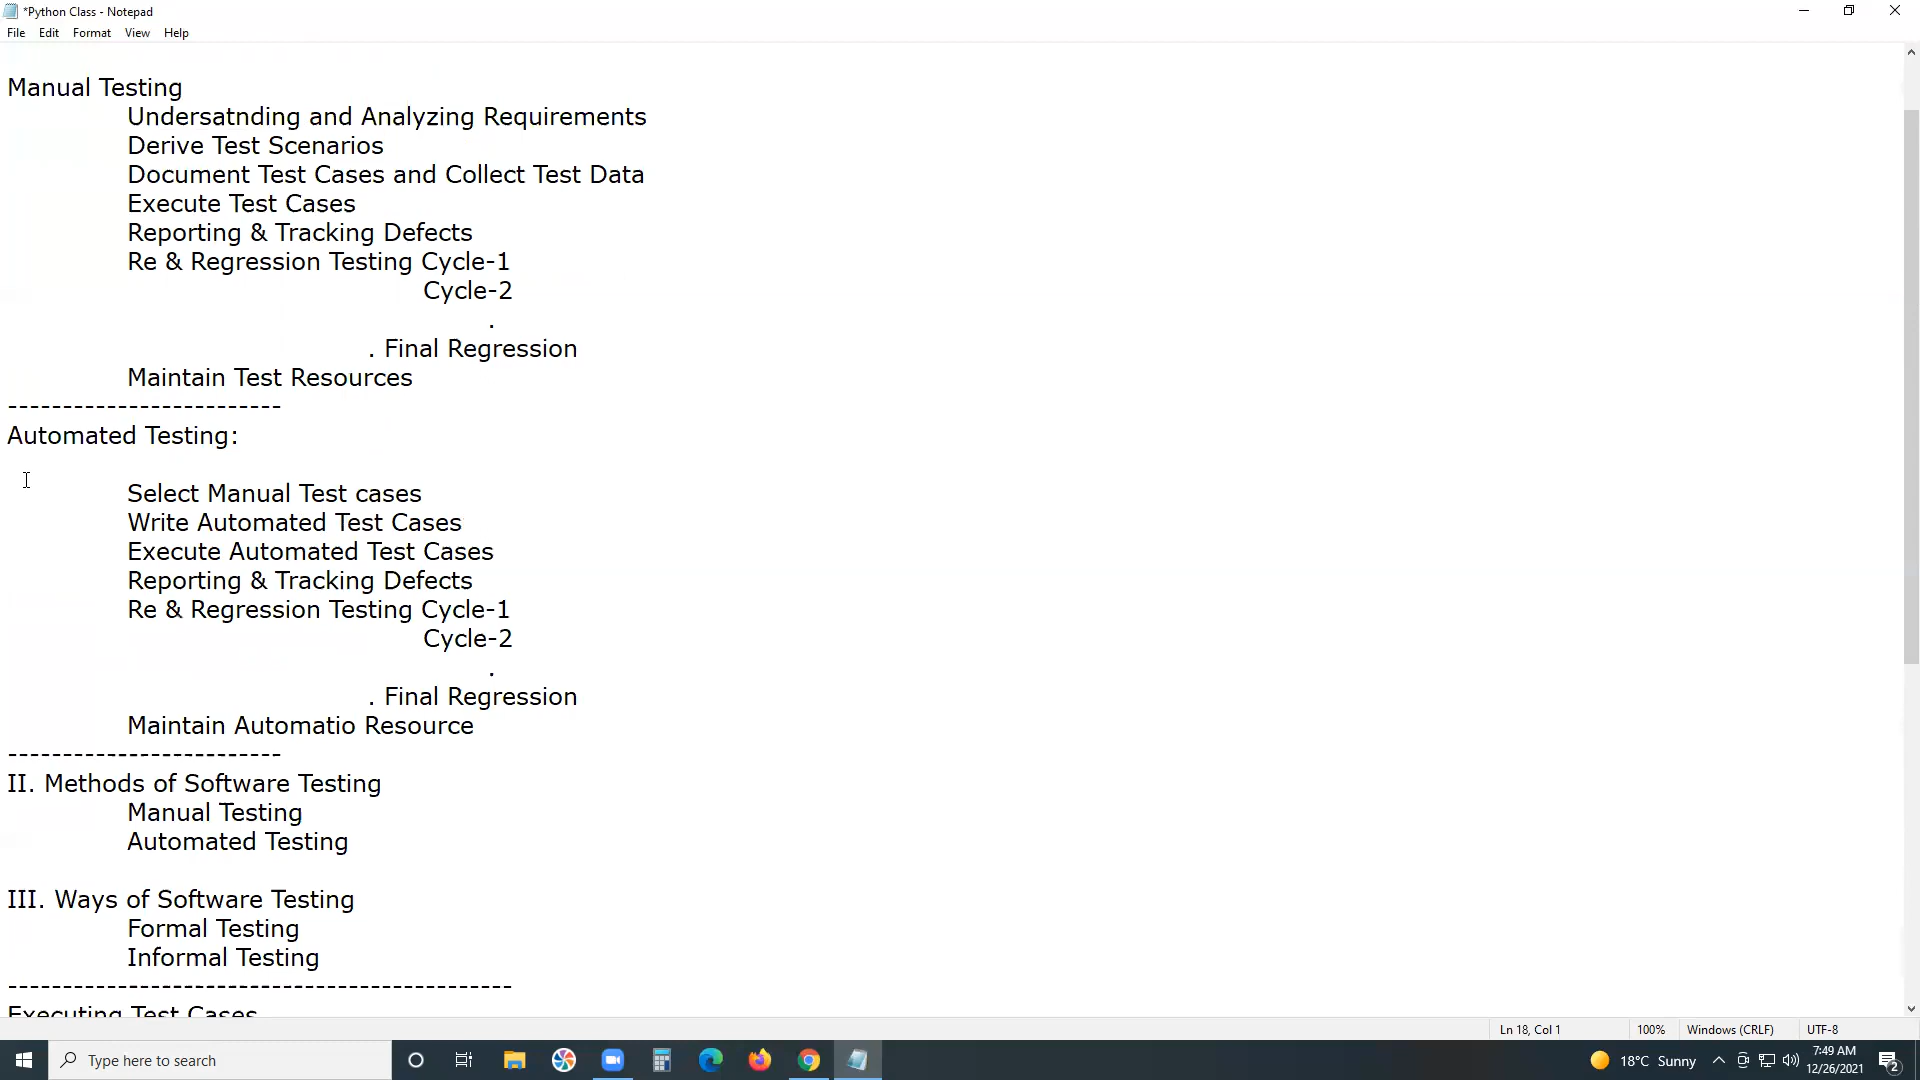 *Python Class - Notepad
File Edit Format View Help
Manual Testing
Undersatnding and Analyzing Requirements
Derive Test Scenarios
Document Test Cases and Collect Test Data
Execute Test Cases
Reporting & Tracking Defects
Re & Regression Testing Cycle-1
Cycle-2
.
. Final Regression
Maintain Test Resources
-------------------------
Automated Testing:
Select Manual Test cases
Write Automated Test Cases
Execute Automated Test Cases
Reporting & Tracking Defects
Re & Regression Testing Cycle-1
Cycle-2
.
. Final Regression
Maintain Automatio Resource
-------------------------
II. Methods of Software Testing
Manual Testing
Automated Testing
III. Ways of Software Testing
Formal Testing
Informal Testing
----------------------------------------------
Executing Test Cases
Ln 18, Col 1 100% Windows (CRLF) UTF-8
Type here to search
18°C Sunny
7:49 AM
12/26/2021
2